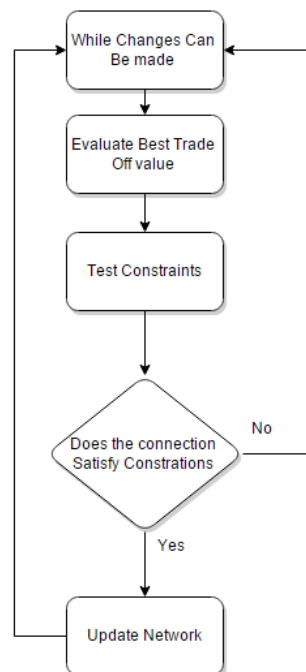 While Changes Can
Be made
Evaluate Best Trade
Off value
Test Constraints
Does the connection
Satisfy Constrations
No
Yes
Update Network